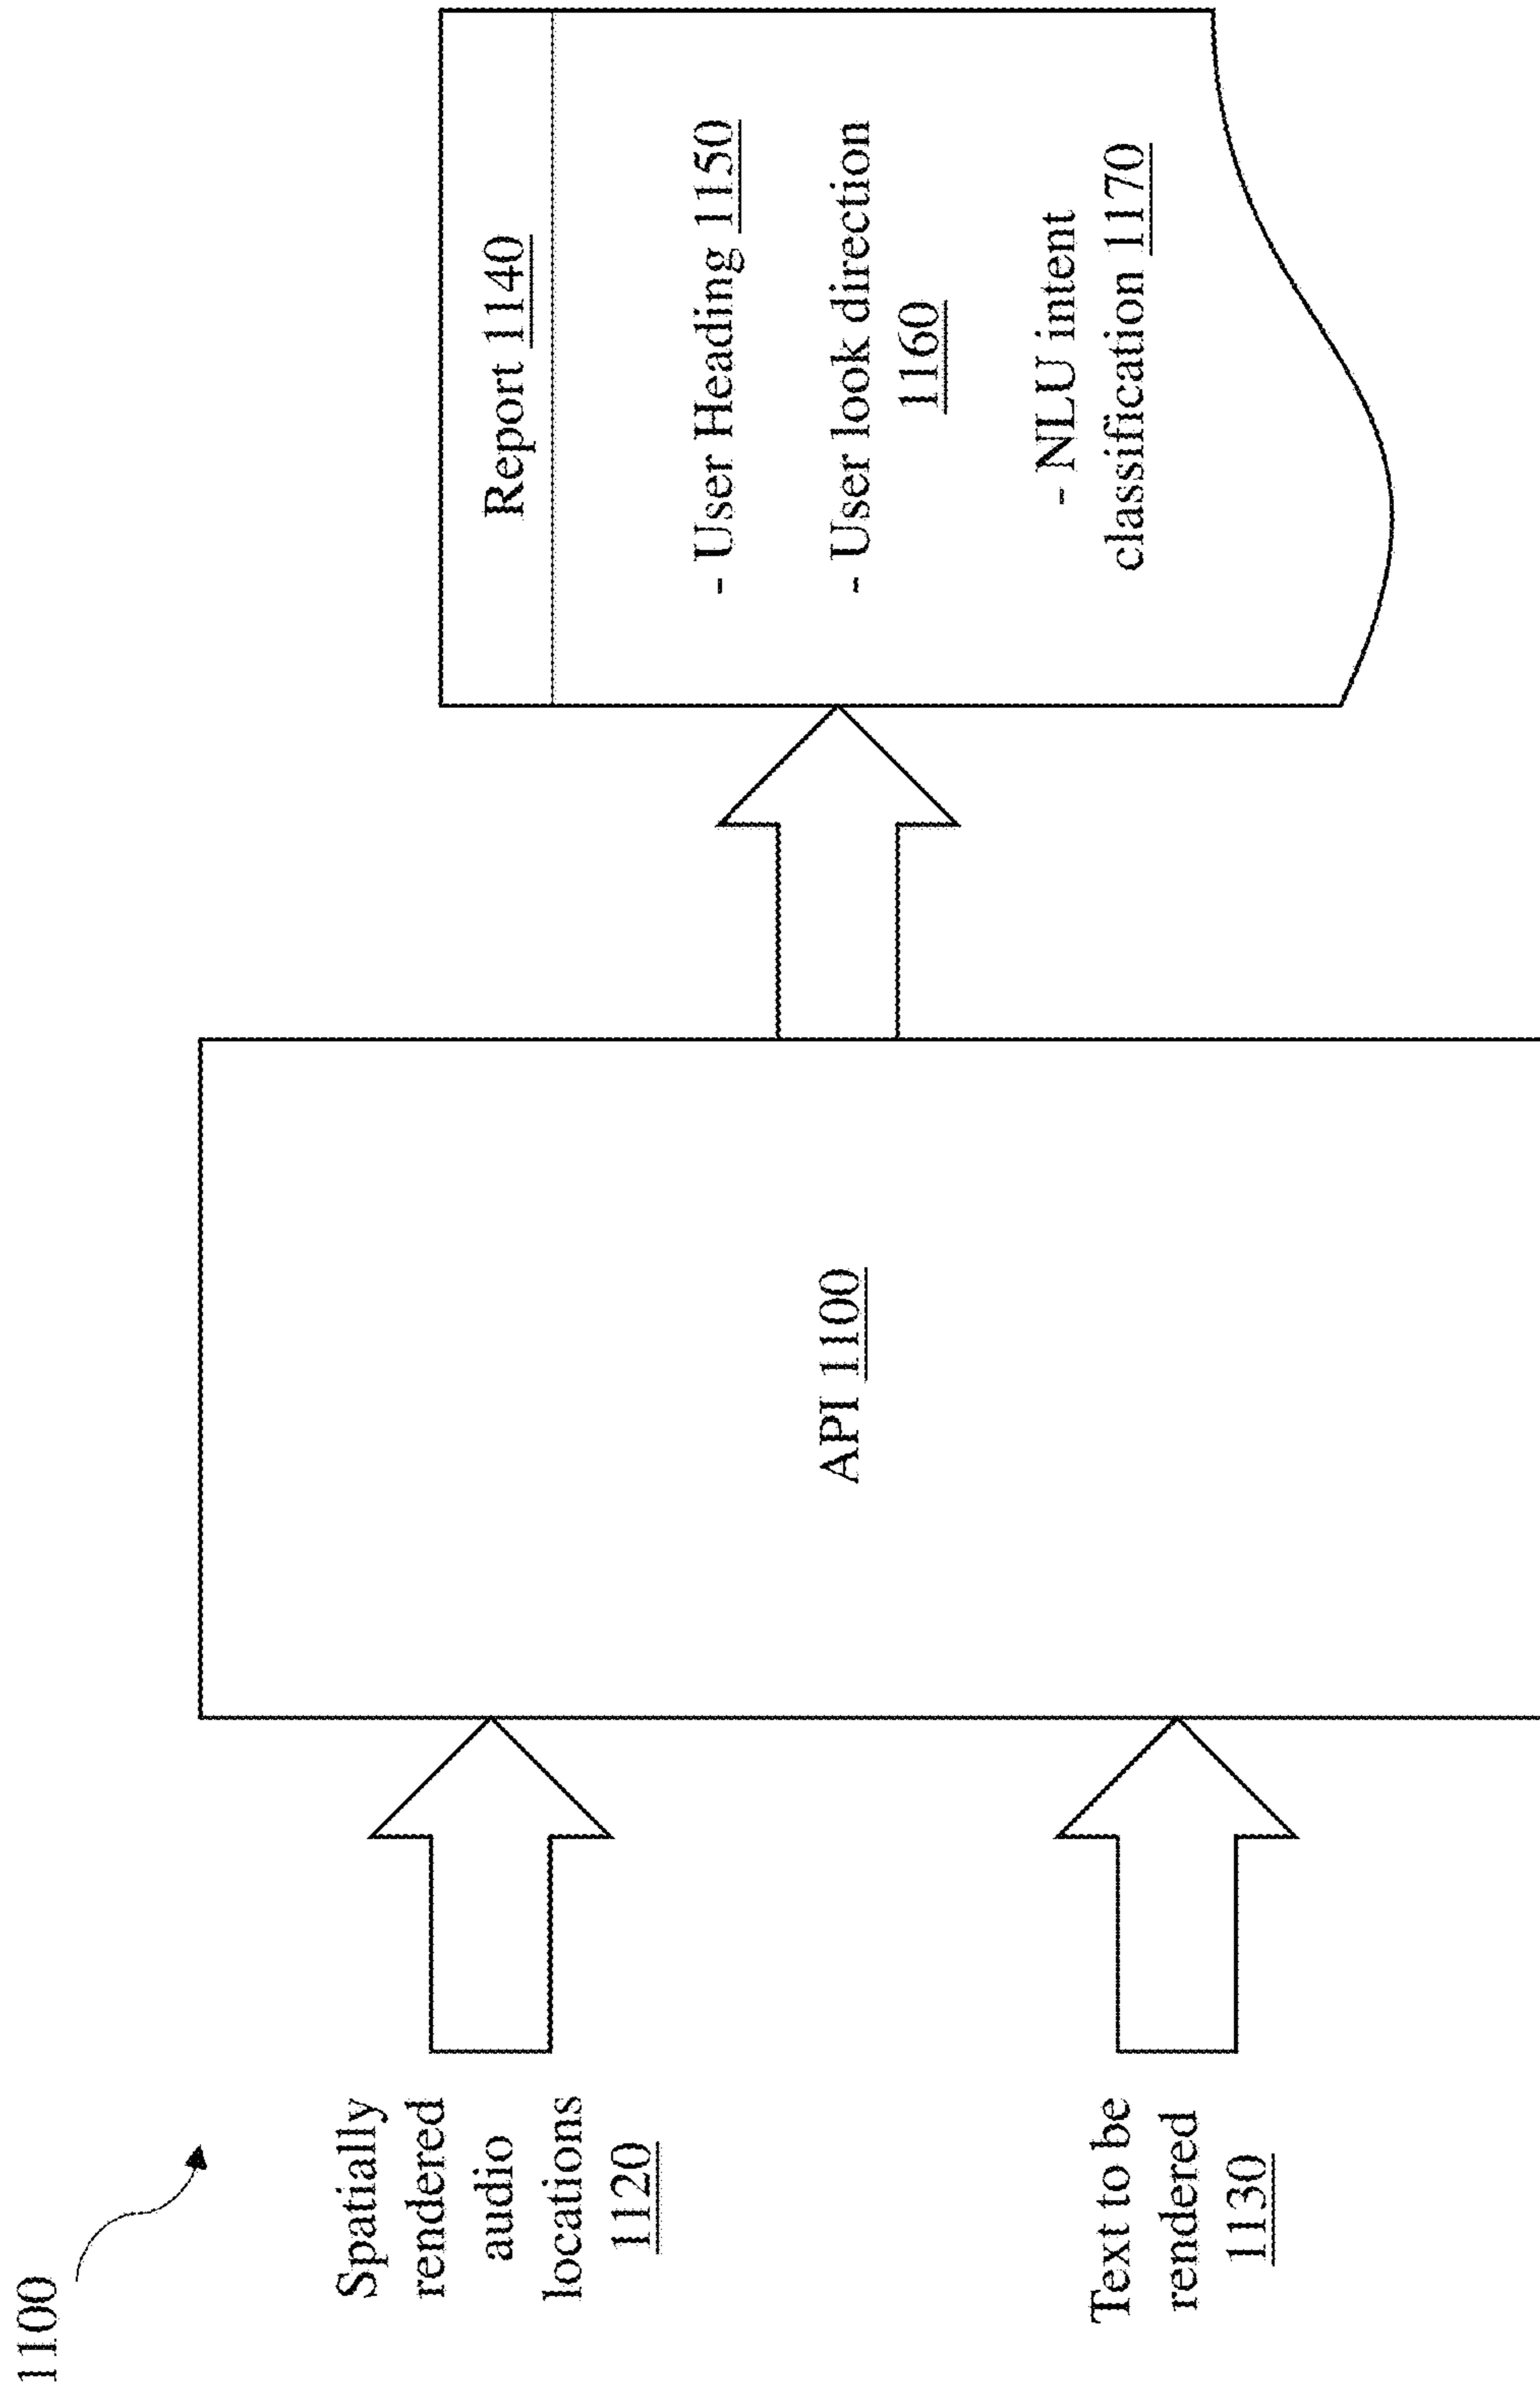 1100
Spatially
rendered
audio
locations
1120
Text to be
rendered
1130
API 1100
Report 1140
- User Heading 1150
- User look direction
1160
- NLU intent
classification 1170